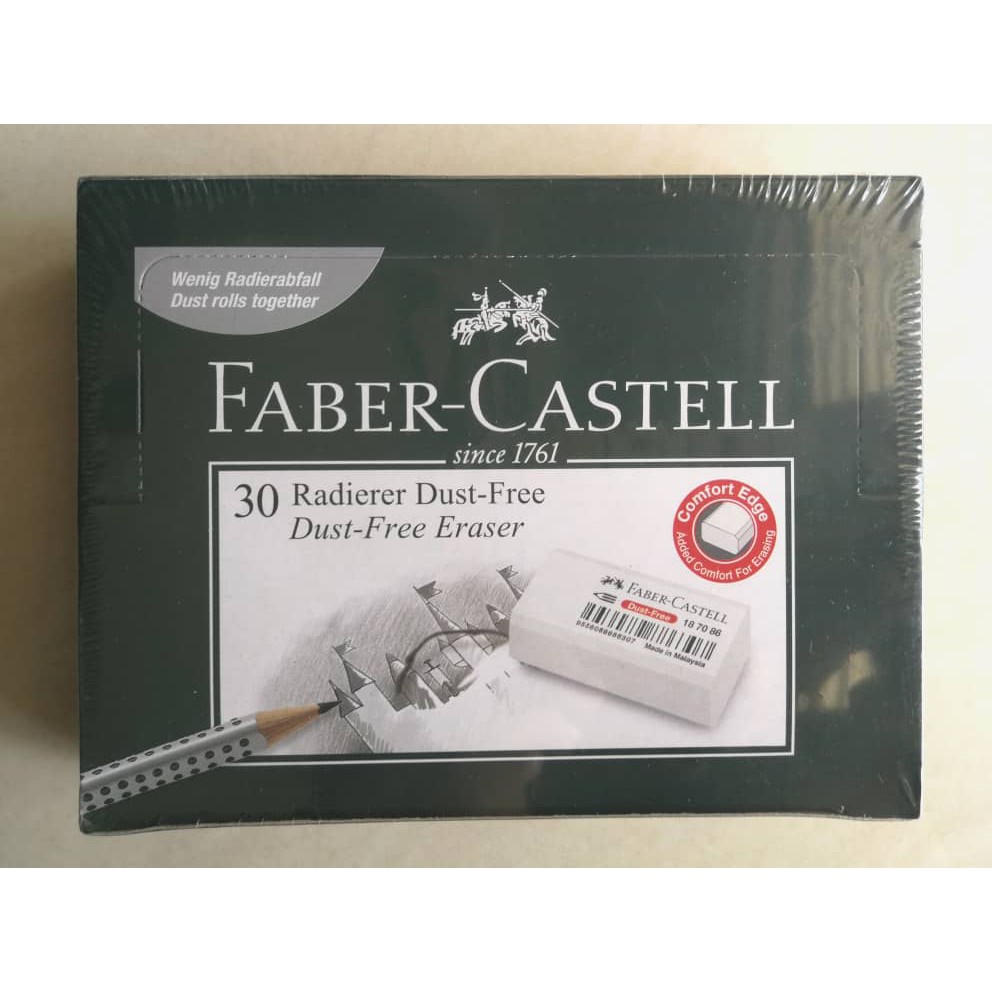 Wenig Radierabfall
Dust rolls together
FABER-CASTELL
since 1761
30 Radierer Dust-Free
Dust-Free Eraser
Comfort Edge
Added Comfort For Erasing
FABER-CASTELL
Dust-Free 18 70 86
Made in Malaysia